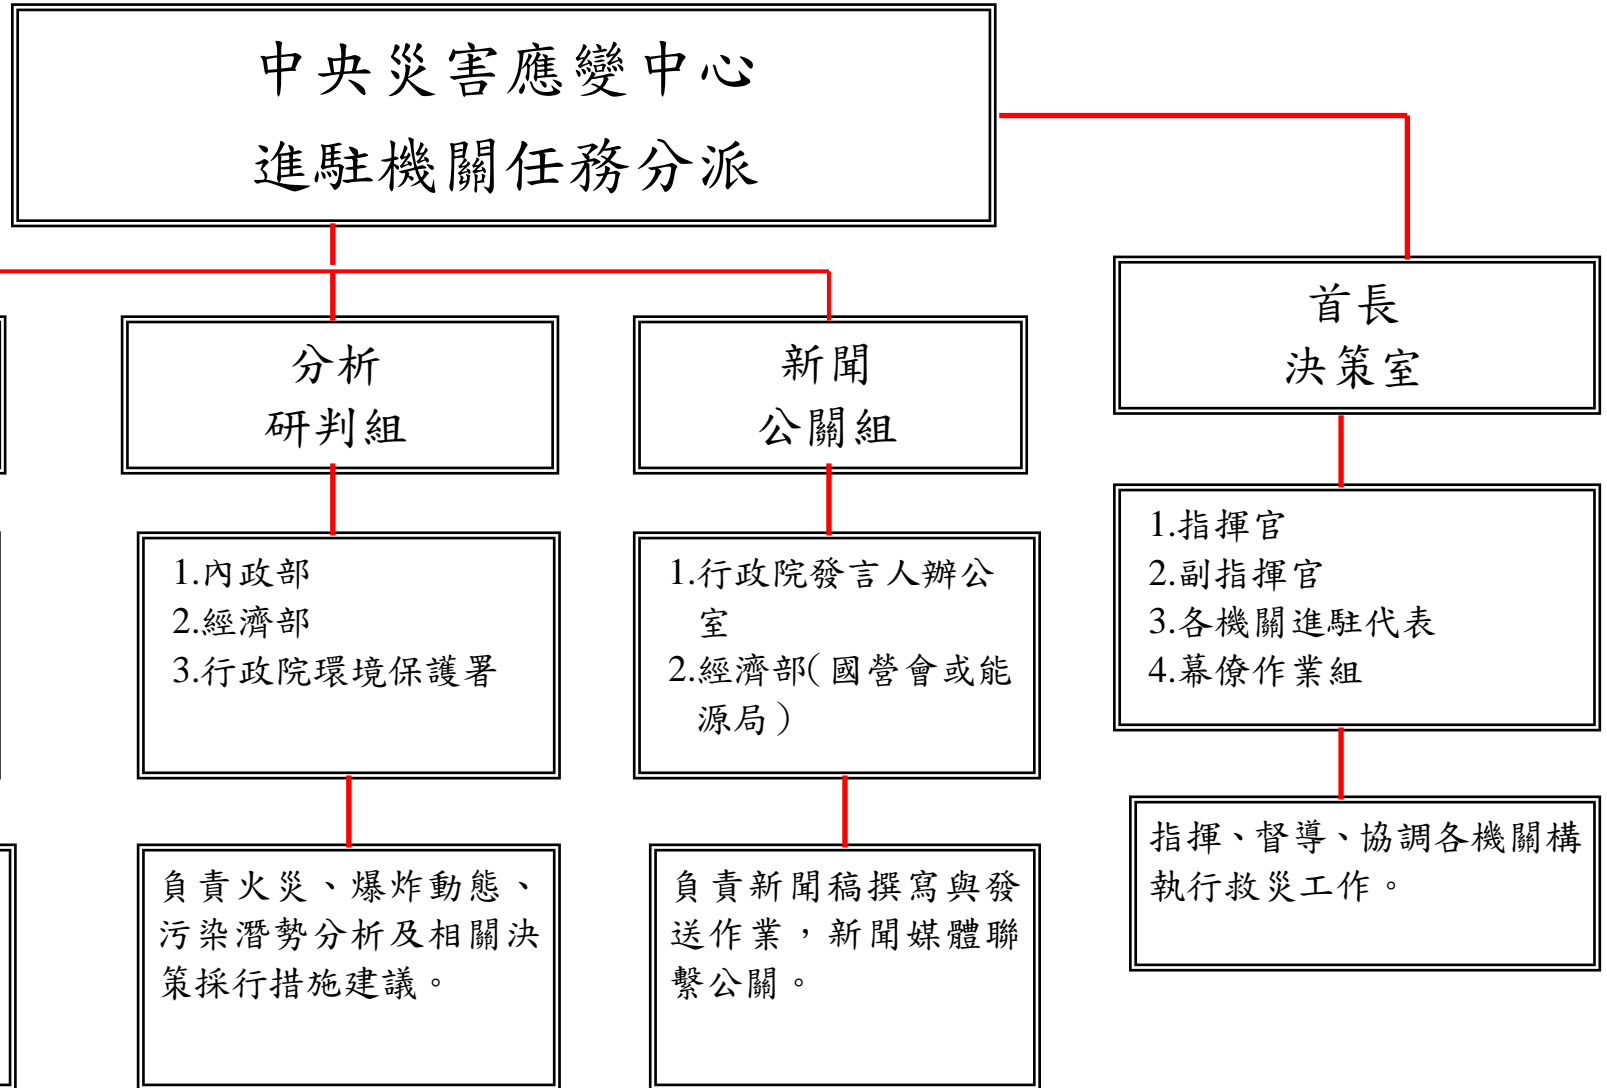 中央災害應變中心
進駐機關任務分派
分析
研判組
1.內政部
2.經濟部
3.行政院環境保護署
負責火災、爆炸動態、
污染潛勢分析及相關決
策採行措施建議。
新聞
公關組
1.行政院發言人辦公
室
2.經濟部(國營會或能
源局)
負責新聞稿撰寫與發
送作業，新聞媒體聯
繫公關。
首長
決策室
1.指揮官
2.副指揮官
3.各機關進駐代表
4.幕僚作業組
指揮、督導、協調各機關構
執行救災工作。